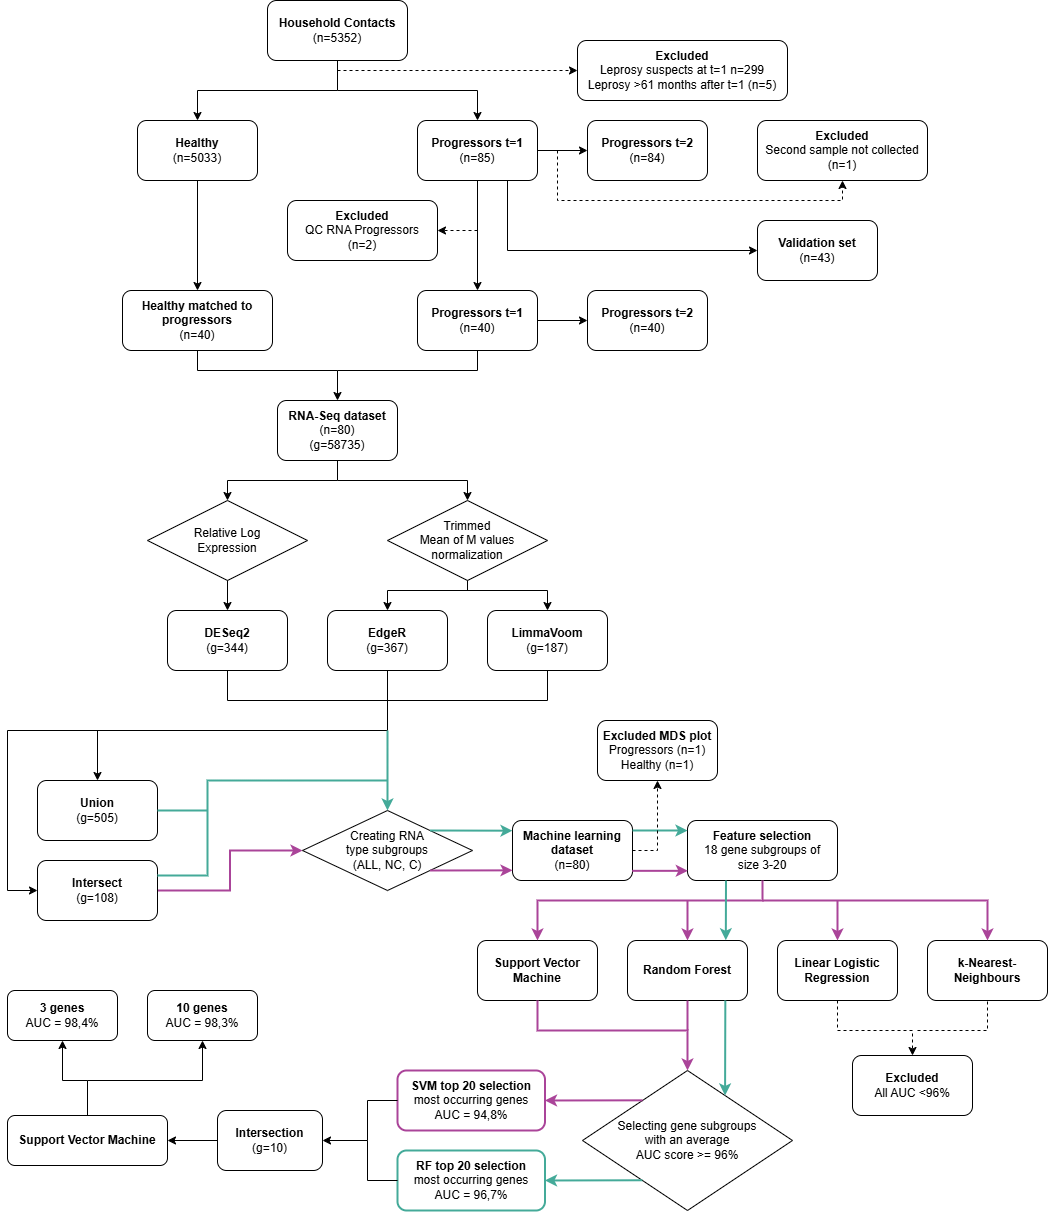 Household Contacts
(n=5352)
Excluded
Leprosy suspects at t=1 n=299
Leprosy >61 months after t=1 (n=5)
Healthy
(n=5033)
Progressors t=1
(n=85)
Progressors t=2
(n=84)
Excluded
Second sample not collected
(n=1)
Excluded
QC RNA Progressors
(n=2)
Validation set
(n=43)
Healthy matched to
progressors
(n=40)
Progressors t=1
(n=40)
Progressors t=2
(n=40)
RNA-Seq dataset
(n=80)
(g=58735)
Relative Log
Expression
Trimmed
Mean of M values
normalization
DESeq2
(g=344)
EdgeR
(g=367)
LimmaVoom
(g=187)
Excluded MDS plot
Progressors (n=1)
Healthy (n=1)
Union
(g=505)
Intersect
(g=108)
Creating RNA
type subgroups
(ALL, NC, C)
Machine learning
dataset
(n=80)
Feature selection
18 gene subgroups of
size 3-20
Support Vector
Machine
Random Forest
Linear Logistic
Regression
k-Nearest-
Neighbours
3 genes
AUC = 98,4%
10 genes
AUC = 98,3%
Excluded
All AUC <96%
SVM top 20 selection
most occurring genes
AUC = 94,8%
Selecting gene subgroups
with an average
AUC score >= 96%
Support Vector Machine
Intersection
(g=10)
RF top 20 selection
most occurring genes
AUC = 96,7%